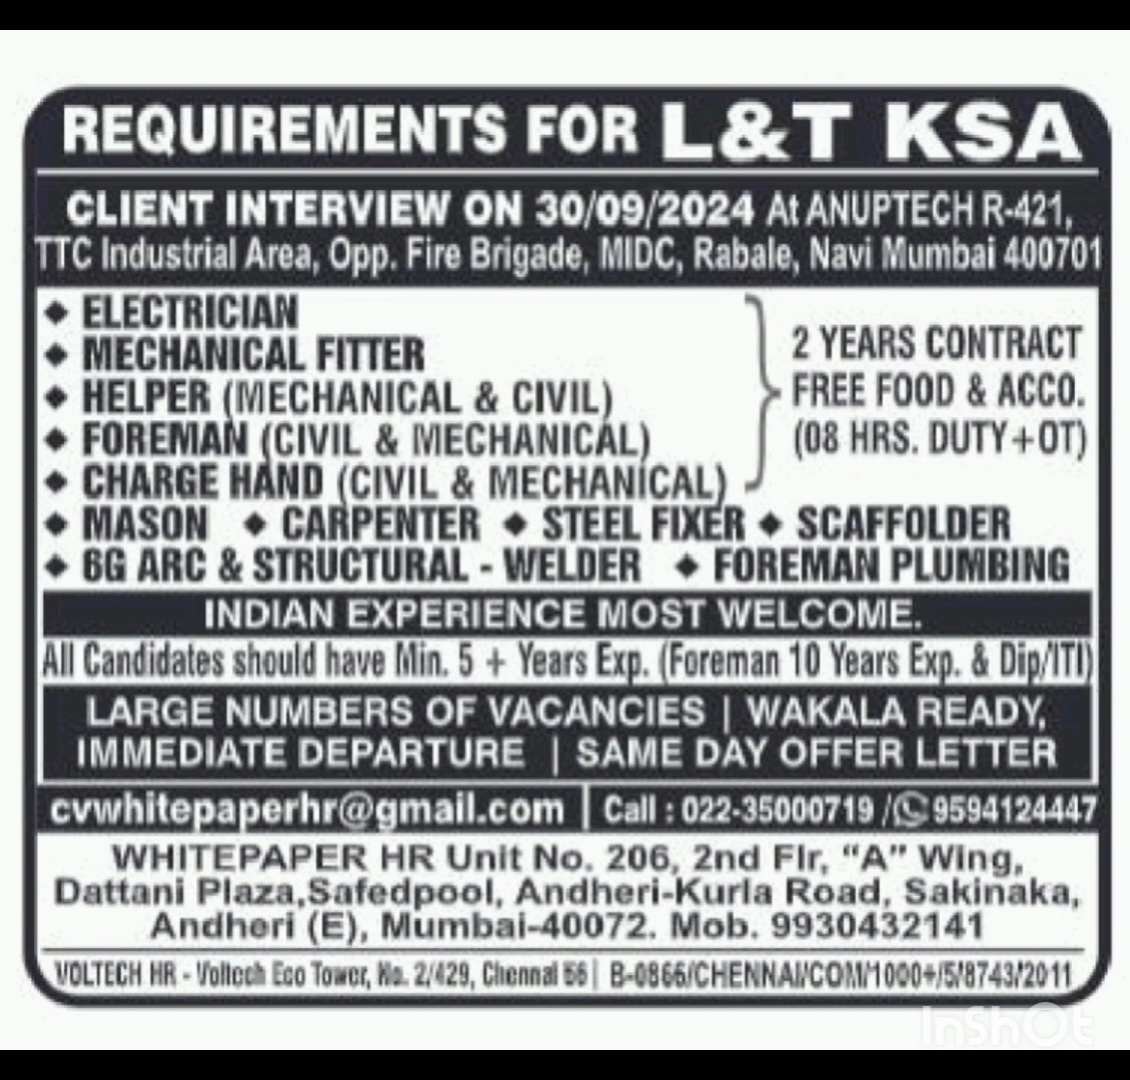 REQUIREMENTS FOR L&T KSA
CLIENT INTERVIEW ON 30/09/2024 At ANUPTECH R-421,
TTC Industrial Area, Opp. Fire Brigade, MIDC, Rabale, Navi Mumbai 400701
◆ ELECTRICIAN
◆ MECHANICAL FITTER
◆ HELPER (MECHANICAL & CIVIL)
◆ FOREMAN (CIVIL & MECHANICAL)
◆ CHARGE HAND (CIVIL & MECHANICAL)
2 YEARS CONTRACT
FREE FOOD & ACCO.
(08 HRS. DUTY+OT)
◆ MASON ◆ CARPENTER ◆ STEEL FIXER ◆ SCAFFOLDER
◆ 6G ARC & STRUCTURAL - WELDER ◆ FOREMAN PLUMBING
INDIAN EXPERIENCE MOST WELCOME.
All Candidates should have Min. 5 + Years Exp. (Foreman 10 Years Exp. & Dip/ITI)
LARGE NUMBERS OF VACANCIES | WAKALA READY,
IMMEDIATE DEPARTURE | SAME DAY OFFER LETTER
cvwhitepaperhr@gmail.com | Call : 022-35000719 / 9594124447
WHITEPAPER HR Unit No. 206, 2nd Flr, “A” Wing,
Dattani Plaza,Safedpool, Andheri-Kurla Road, Sakinaka,
Andheri (E), Mumbai-40072. Mob. 9930432141
VOLTECH HR - Voltech Eco Tower, No. 2/429, Chennai 56 | B-0866/CHENNAI/COM/1000+/5/8743/2011
InShOt